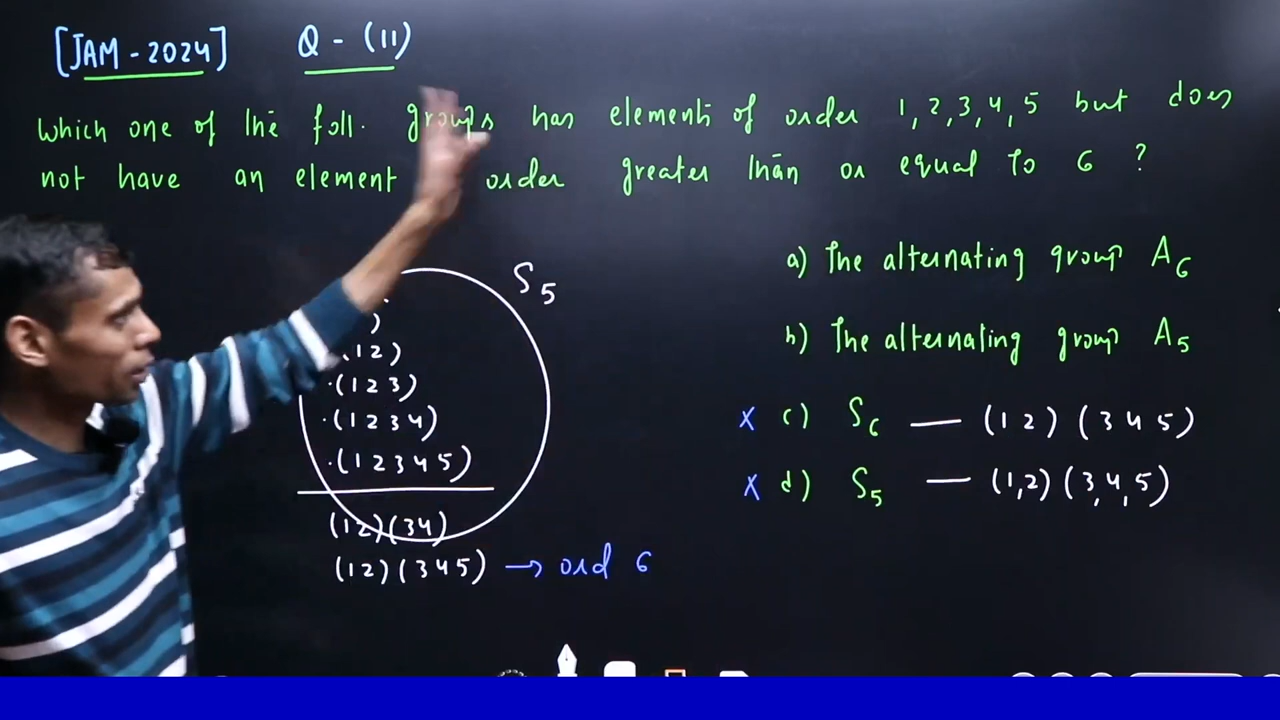 [JAM - 2024] Q - (11)
Which one of the foll. groups has elements of order 1, 2, 3, 4, 5 but does
not have an element order greater than or equal to 6 ?
S5
)
(12)
·(123)
·(1234)
·(12345)
(12)(34)
(12)(345) → ord 6
a) The alternating group A6
b) The alternating group A5
x c) S6 — (12)(345)
x d) S5 — (1,2)(3,4,5)